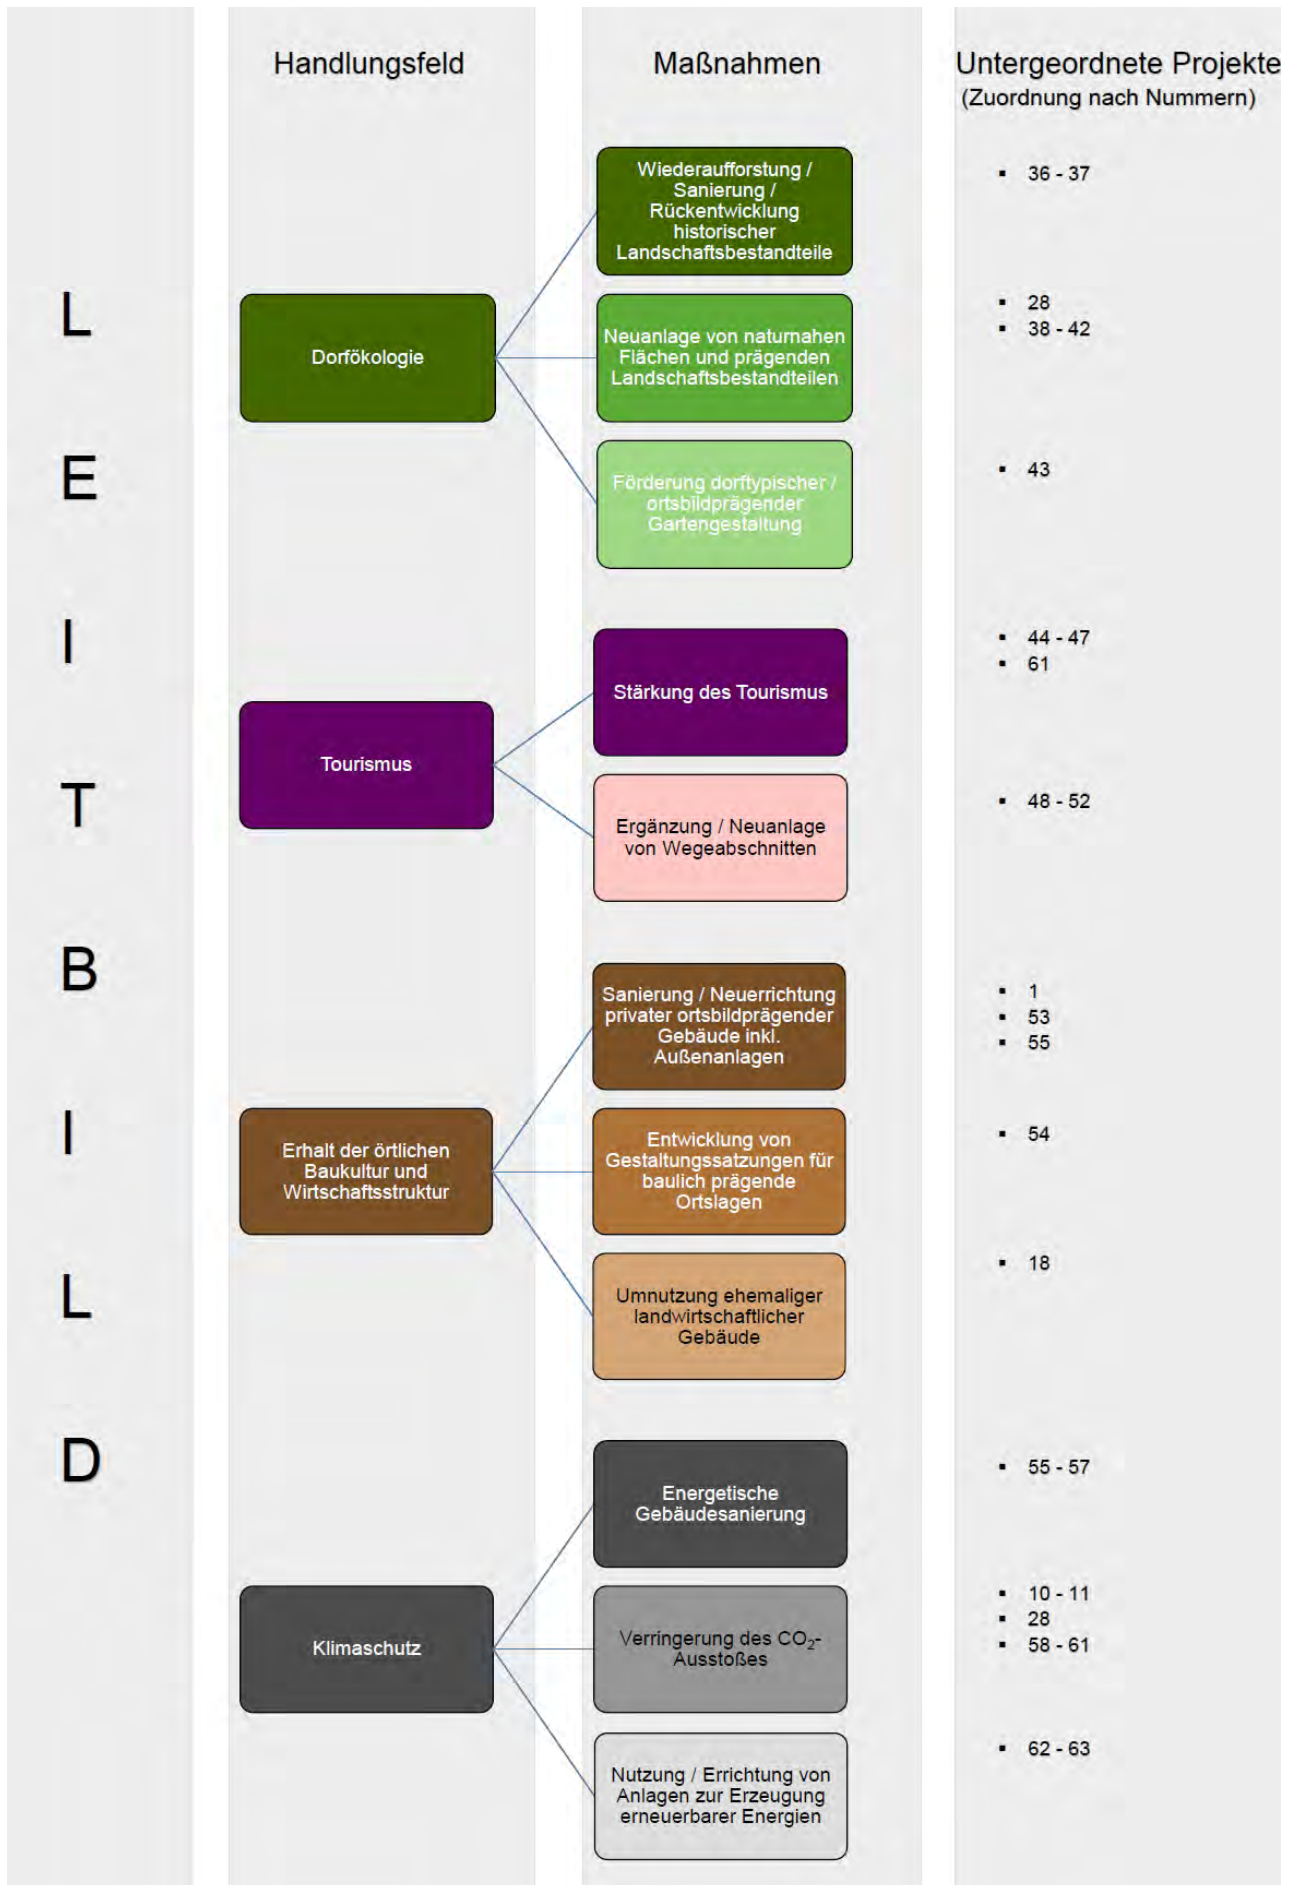 Handlungsfeld
Maßnahmen
Untergeordnete Projekte
(Zuordnung nach Nummern)
L
E
I
T
B
I
L
D
Dorfökologie
Wiederaufforstung /
Sanierung /
Rückentwicklung
historischer
Landschaftsbestandteile
▪ 36 - 37
Neuanlage von naturnahen
Flächen und prägenden
Landschaftsbestandteilen
▪ 28
▪ 38 - 42
Förderung dorftypischer /
ortsbildprägender
Gartengestaltung
▪ 43
Tourismus
Stärkung des Tourismus
▪ 44 - 47
▪ 61
Ergänzung / Neuanlage
von Wegeabschnitten
▪ 48 - 52
Erhalt der örtlichen
Baukultur und
Wirtschaftsstruktur
Sanierung / Neuerrichtung
privater ortsbildprägender
Gebäude inkl.
Außenanlagen
▪ 1
▪ 53
▪ 55
Entwicklung von
Gestaltungssatzungen für
baulich prägende
Ortslagen
▪ 54
Umnutzung ehemaliger
landwirtschaftlicher
Gebäude
▪ 18
Klimaschutz
Energetische
Gebäudesanierung
▪ 55 - 57
Verringerung des CO₂-
Ausstoßes
▪ 10 - 11
▪ 28
▪ 58 - 61
Nutzung / Errichtung von
Anlagen zur Erzeugung
erneuerbarer Energien
▪ 62 - 63